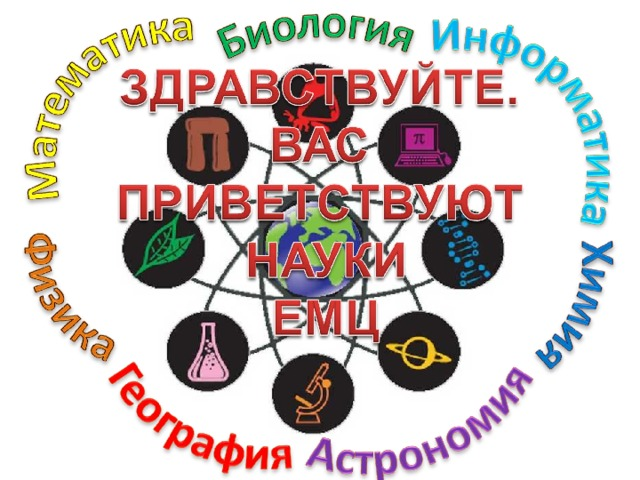 Математика
Биология
Информатика
ЗДРАВСТВУЙТЕ.
ВАС
ПРИВЕТСТВУЮТ
НАУКИ
ЕМЦ
π
Физика
Химия
География
Астрономия